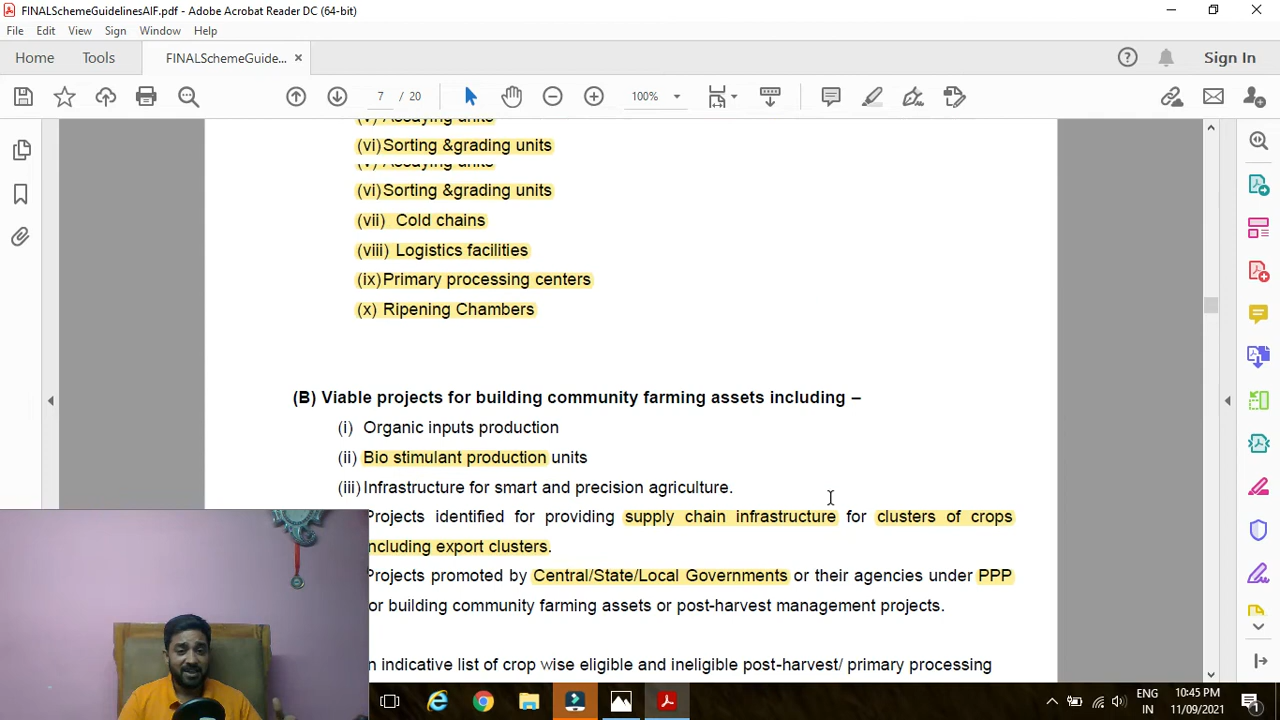 FINALSchemeGuidelinesAIF.pdf - Adobe Acrobat Reader DC (64-bit)
File Edit View Sign Window Help
Home Tools FINALSchemeGuide... × Sign In
7 / 20 100%
(v) Assaying units
(vi)Sorting &grading units
(v) Assaying units
(vi)Sorting &grading units
(vii) Cold chains
(viii) Logistics facilities
(ix)Primary processing centers
(x) Ripening Chambers
(B) Viable projects for building community farming assets including –
(i) Organic inputs production
(ii) Bio stimulant production units
(iii)Infrastructure for smart and precision agriculture.
Projects identified for providing supply chain infrastructure for clusters of crops
including export clusters.
Projects promoted by Central/State/Local Governments or their agencies under PPP
or building community farming assets or post-harvest management projects.
indicative list of crop wise eligible and ineligible post-harvest/ primary processing
ENG 10:45 PM
IN 11/09/2021